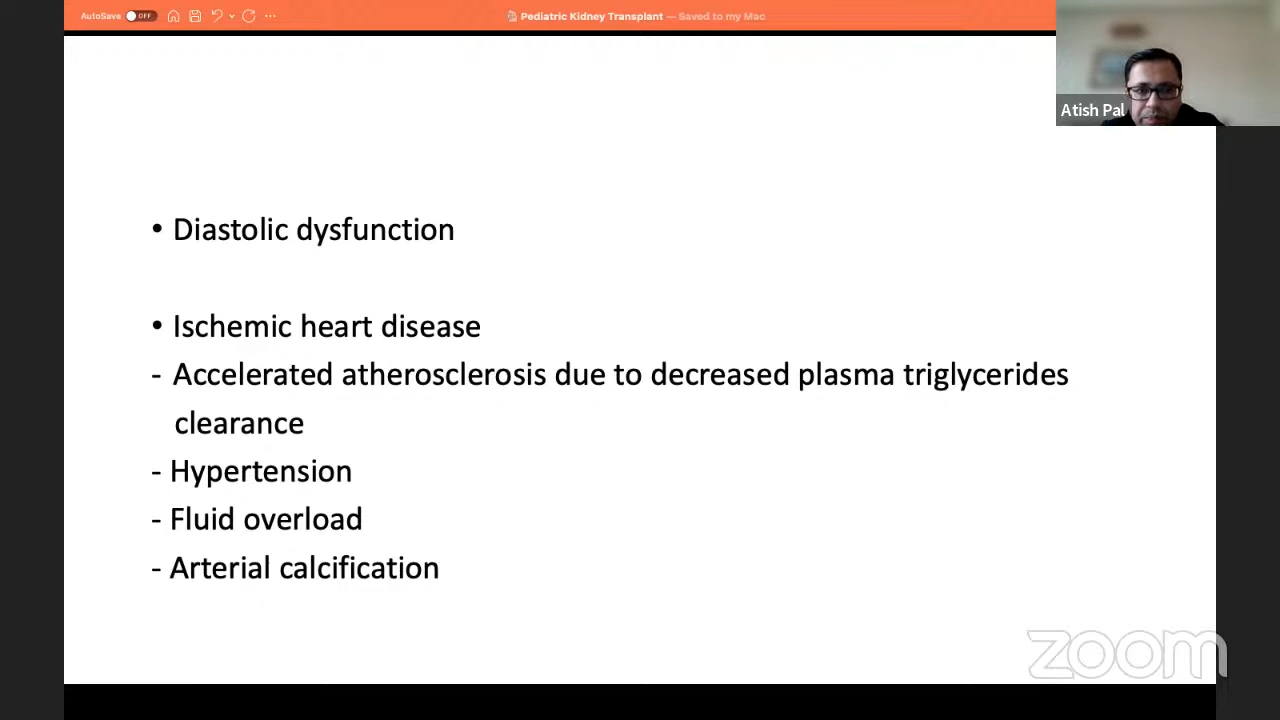 AutoSave OFF
Pediatric Kidney Transplant — Saved to my Mac
Atish Pal
• Diastolic dysfunction
• Ischemic heart disease
- Accelerated atherosclerosis due to decreased plasma triglycerides
clearance
- Hypertension
- Fluid overload
- Arterial calcification
zoom